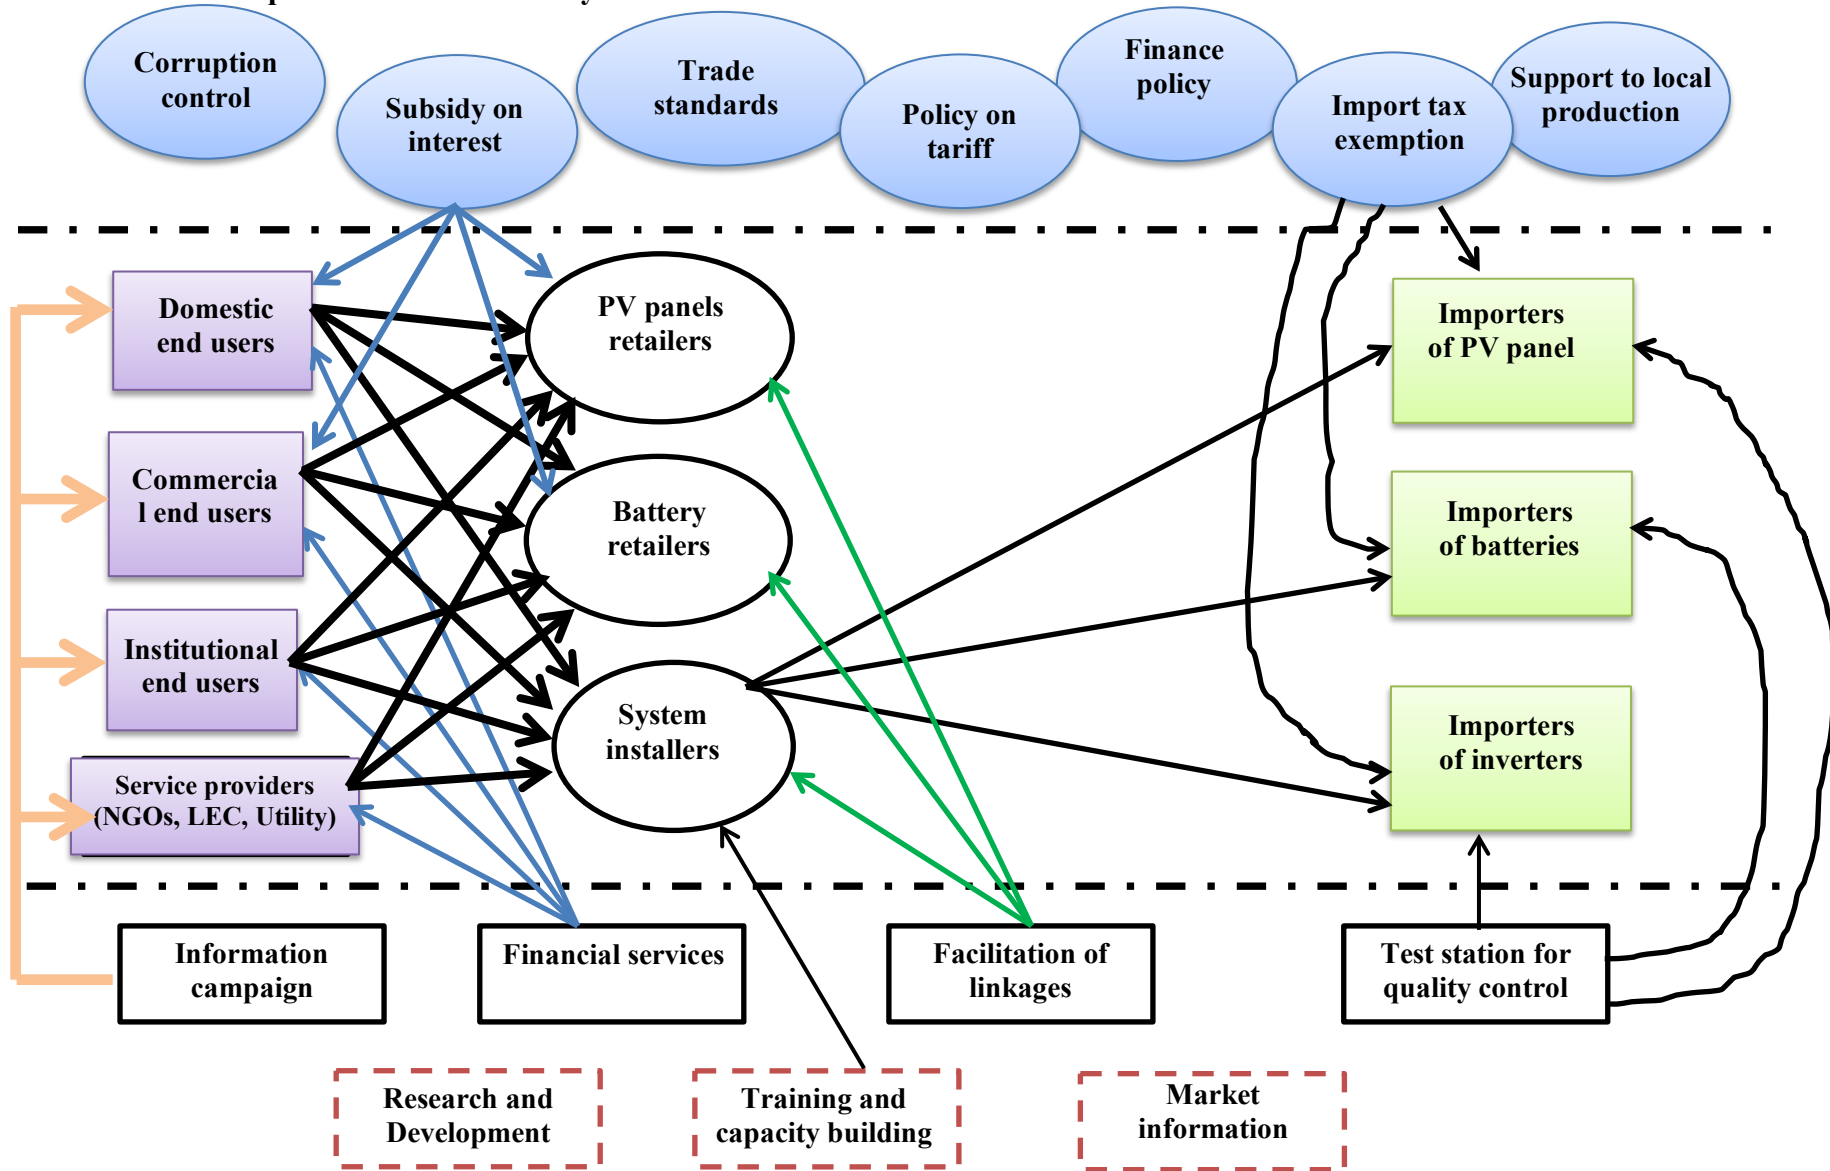 Corruption
control
Subsidy on
interest
Trade
standards
Policy on
tariff
Finance
policy
Import tax
exemption
Support to local
production
Domestic
end users
PV panels
retailers
Importers
of PV panel
Commercia
l end users
Battery
retailers
Importers
of batteries
Institutional
end users
System
installers
Importers
of inverters
Service providers
(NGOs, LEC, Utility)
Information
campaign
Financial services
Facilitation of
linkages
Test station for
quality control
Research and
Development
Training and
capacity building
Market
information